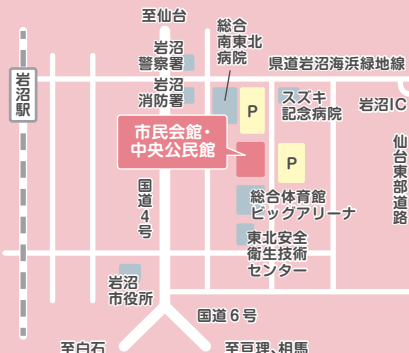 至仙台
総合
南東北
病院
岩沼
警察署
県道岩沼海浜緑地線
岩沼
消防署
岩沼駅
P
スズキ
記念病院
岩沼IC
市民会館・
中央公民館
P
仙台東部道路
国道4号
総合体育館
ビッグアリーナ
東北安全
衛生技術
センター
岩沼
市役所
国道6号
至白石
至亘理、相馬